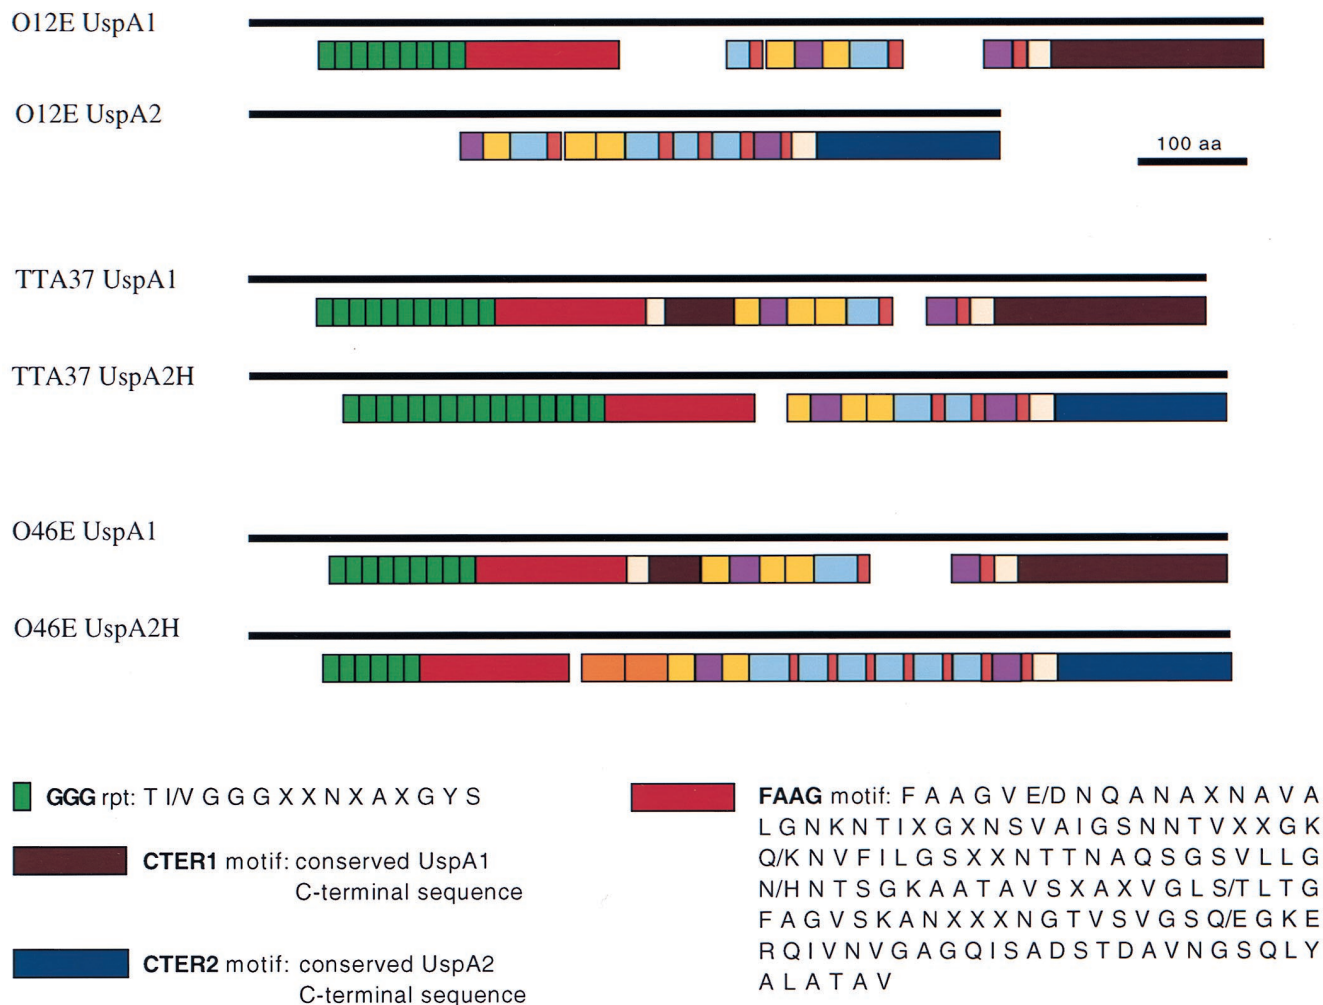 O12E UspA1
O12E UspA2
100 aa
TTA37 UspA1
TTA37 UspA2H
O46E UspA1
O46E UspA2H
GGG rpt: T I/V G G G X X N X A X G Y S
CTER1 motif: conserved UspA1
C-terminal sequence
CTER2 motif: conserved UspA2
C-terminal sequence
FAAG motif: F A A G V E/D N Q A N A X N A V A
L G N K N T I X G X N S V A I G S N N T V X X G K
Q/K N V F I L G S X X N T T N A Q S G S V L L G
N/H N T S G K A A T A V S X A X V G L S/T L T G
F A G V S K A N X X X N G T V S V G S Q/E G K E
R Q I V N V G A G Q I S A D S T D A V N G S Q L Y
A L A T A V